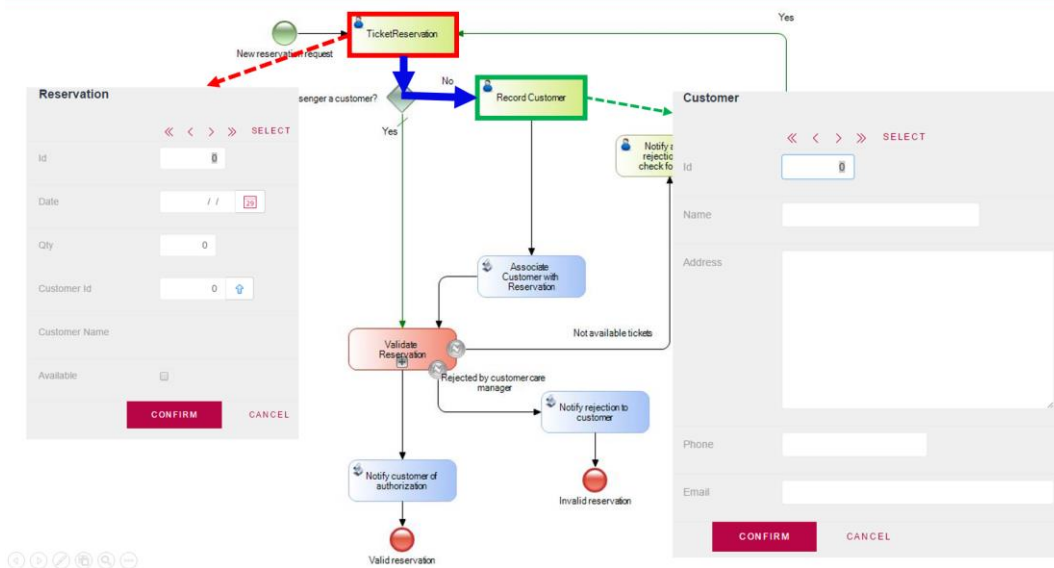 Yes
TicketReservation
New reservation request
No
senger a customer?
Record Customer
Yes
Notify a
rejectio
check fo
Associate
Customer with
Reservation
Validate
Reservation
Not available tickets
Rejected by customer care
manager
Notify rejection to
customer
Notify customer of
authorization
Invalid reservation
Valid reservation
Reservation
SELECT
Id
0
Date
/ /
Qty
0
Customer Id
0
Customer Name
Available
CONFIRM CANCEL
Customer
SELECT
Id
0
Name
Address
Phone
Email
CONFIRM CANCEL